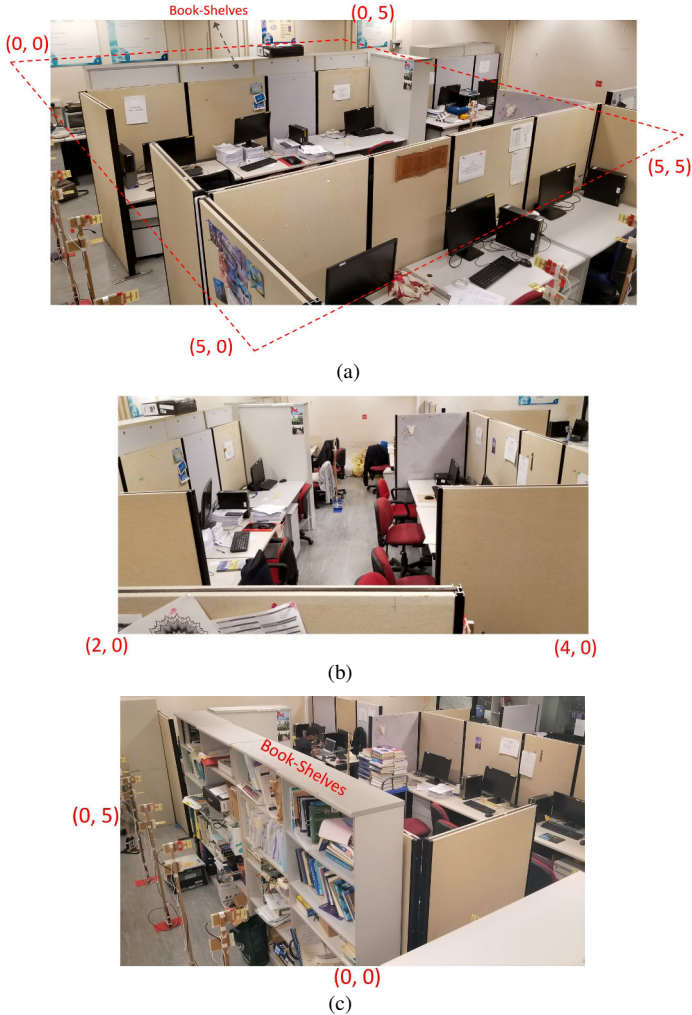 Book-Shelves
(0, 0)
(0, 5)
(5, 5)
(5, 0)
(a)
(2, 0)
(4, 0)
(b)
Book-Shelves
(0, 5)
(0, 0)
(c)